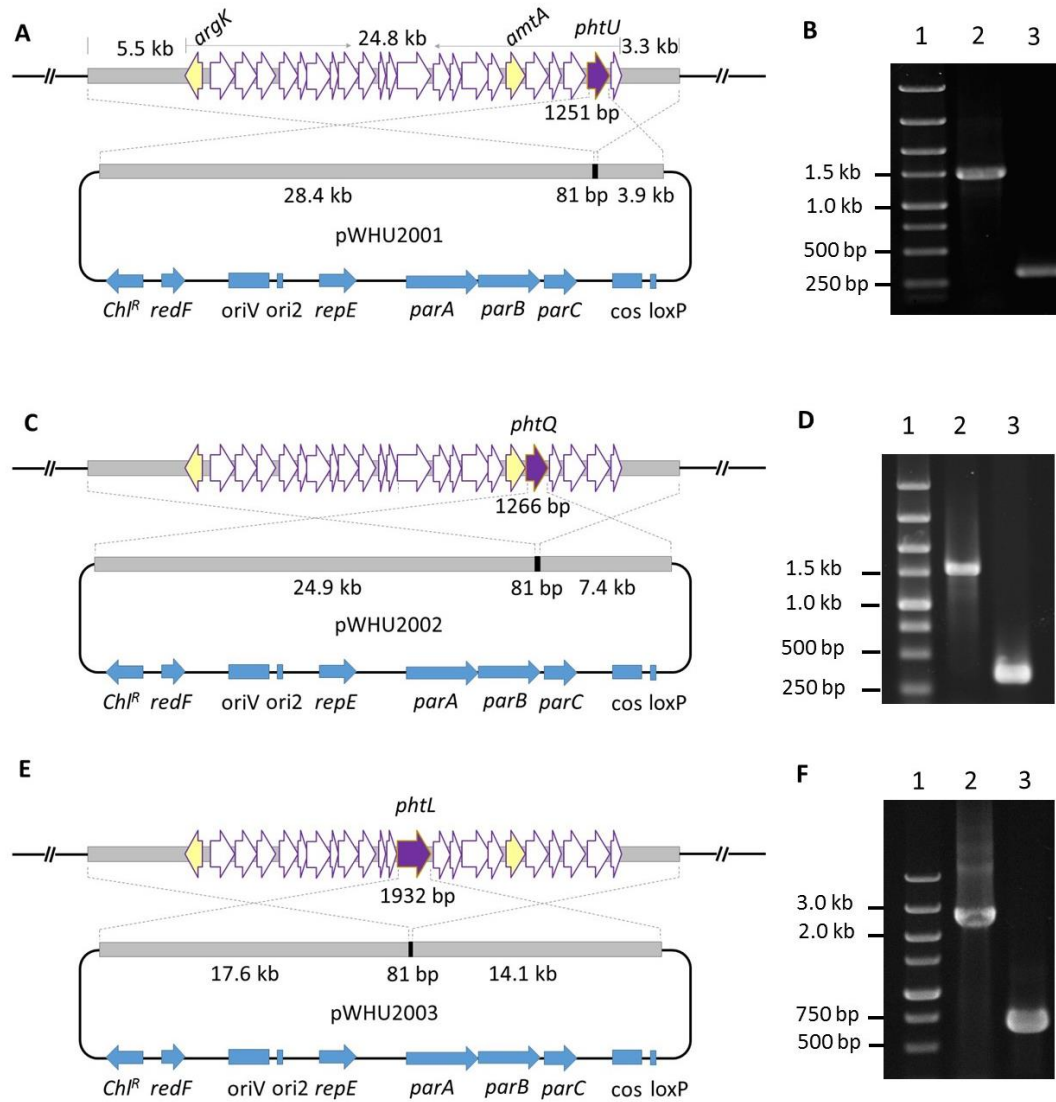 A
argK
amtA
phtU
5.5 kb
24.8 kb
3.3 kb
1251 bp
28.4 kb
81 bp
3.9 kb
pWHU2001
Chlᴿ redF oriV ori2 repE parA parB parC cos loxP
B
1 2 3
1.5 kb
1.0 kb
500 bp
250 bp
C
phtQ
1266 bp
24.9 kb
81 bp
7.4 kb
pWHU2002
Chlᴿ redF oriV ori2 repE parA parB parC cos loxP
D
1 2 3
1.5 kb
1.0 kb
500 bp
250 bp
E
phtL
1932 bp
17.6 kb
81 bp
14.1 kb
pWHU2003
Chlᴿ redF oriV ori2 repE parA parB parC cos loxP
F
1 2 3
3.0 kb
2.0 kb
750 bp
500 bp